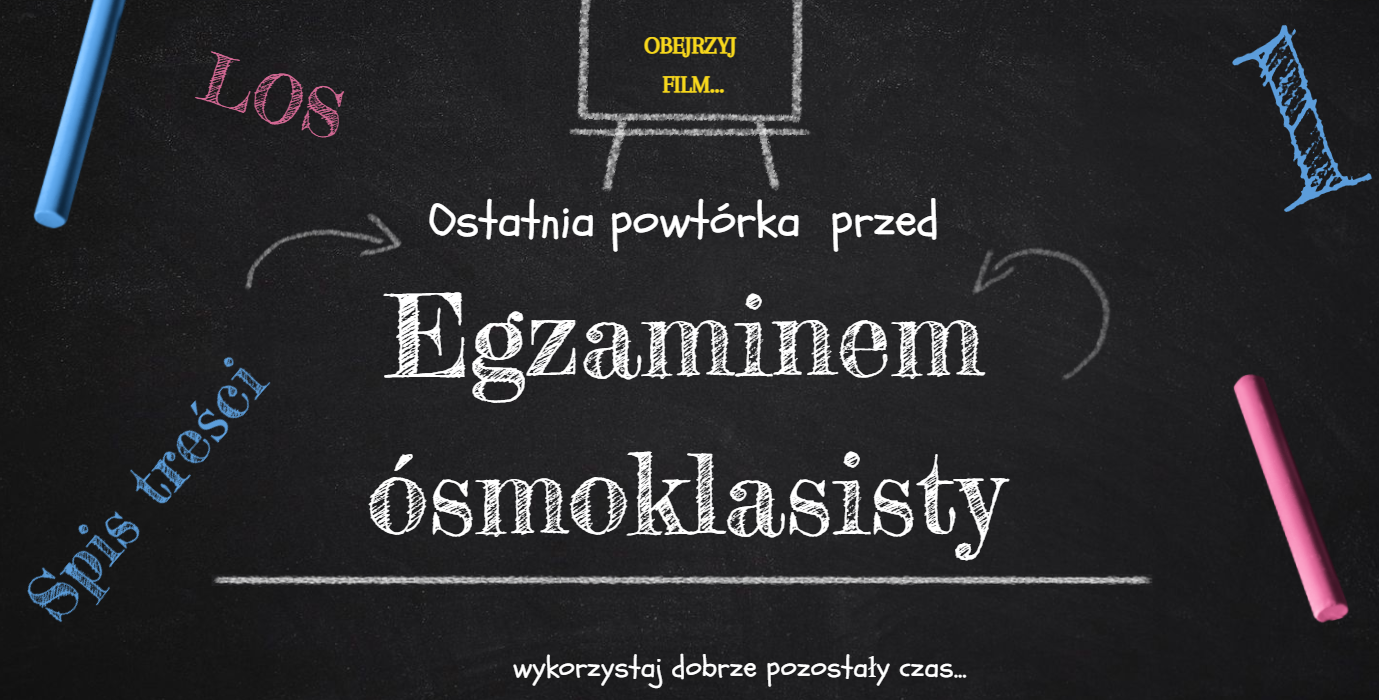 OBEJRZYJ
FILM...
LOS
1
Ostatnia powtórka przed
Egzaminem
ósmoklasisty
Spis treści
wykorzystaj dobrze pozostały czas...